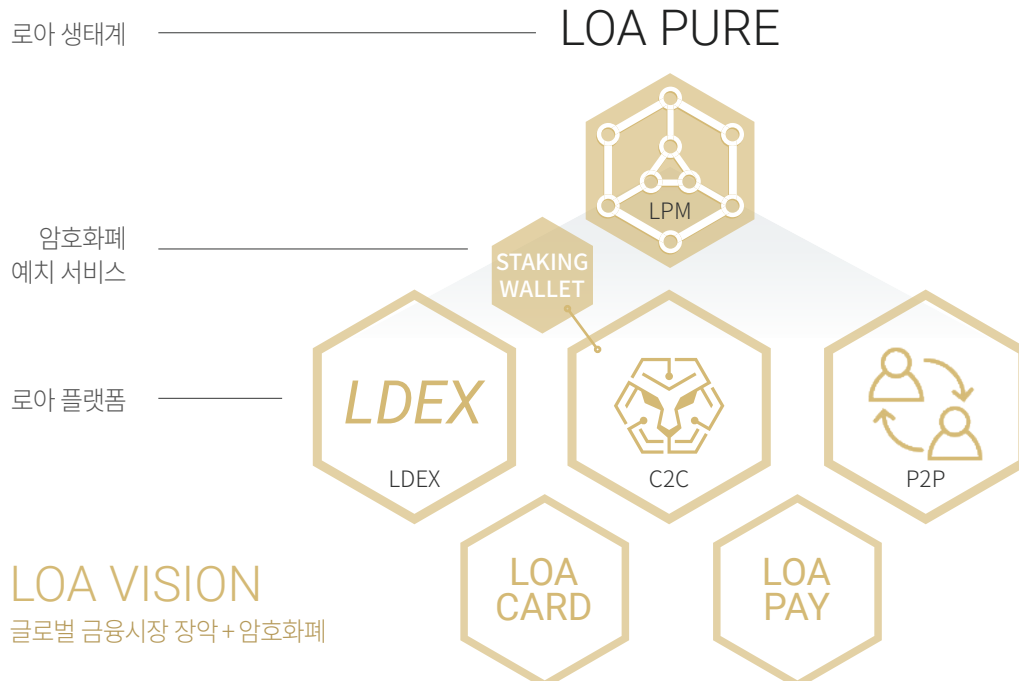 로아 생태계
LOA PURE
LPM
암호화폐
예치 서비스
STAKING
WALLET
로아 플랫폼
LDEX
LDEX
C2C
P2P
LOA
CARD
LOA
PAY
LOA VISION
글로벌 금융시장 장악 + 암호화폐